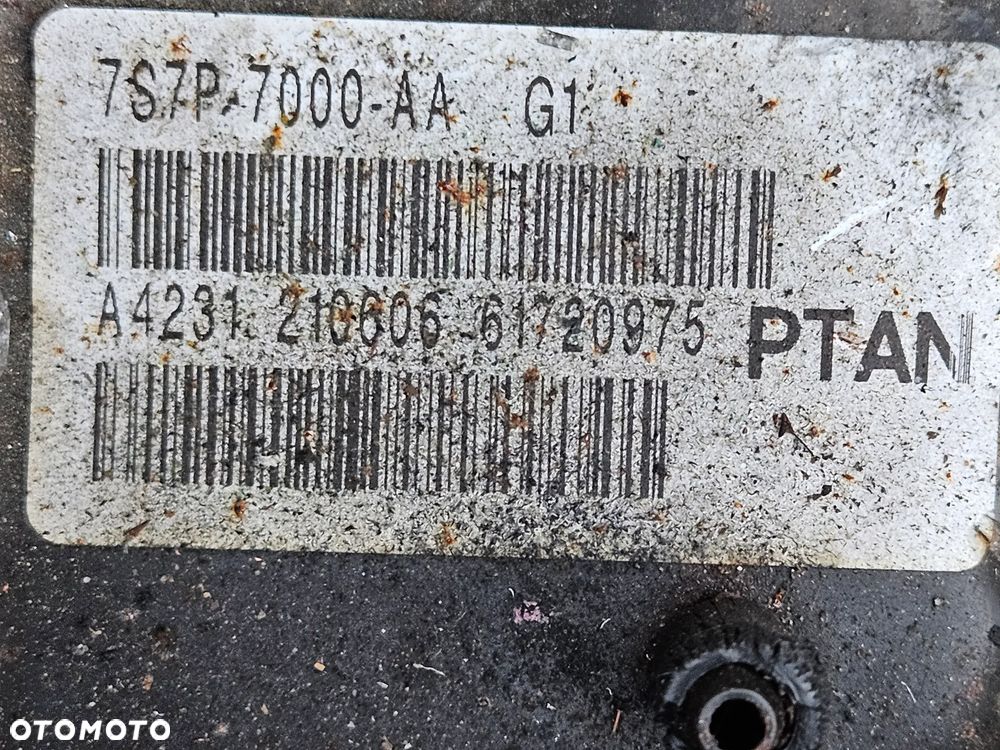 7S7P-7000-AA G1
A4231 210606 61720975
PTAN
OTOMOTO